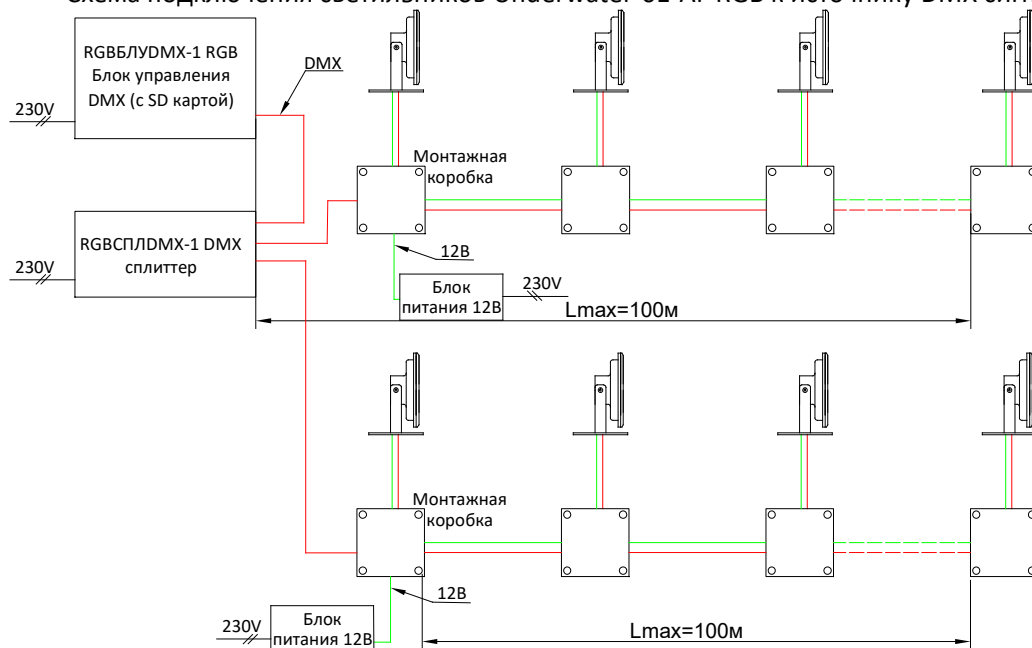 RGBБЛУDMX-1 RGB
Блок управления
DMX (с SD картой)
DMX
230V
Монтажная
коробка
RGBСПЛDMX-1 DMX
сплиттер
230V
12В
Блок
питания 12В
230V
Lmax=100м
Монтажная
коробка
12В
230V
Блок
питания 12В
Lmax=100м